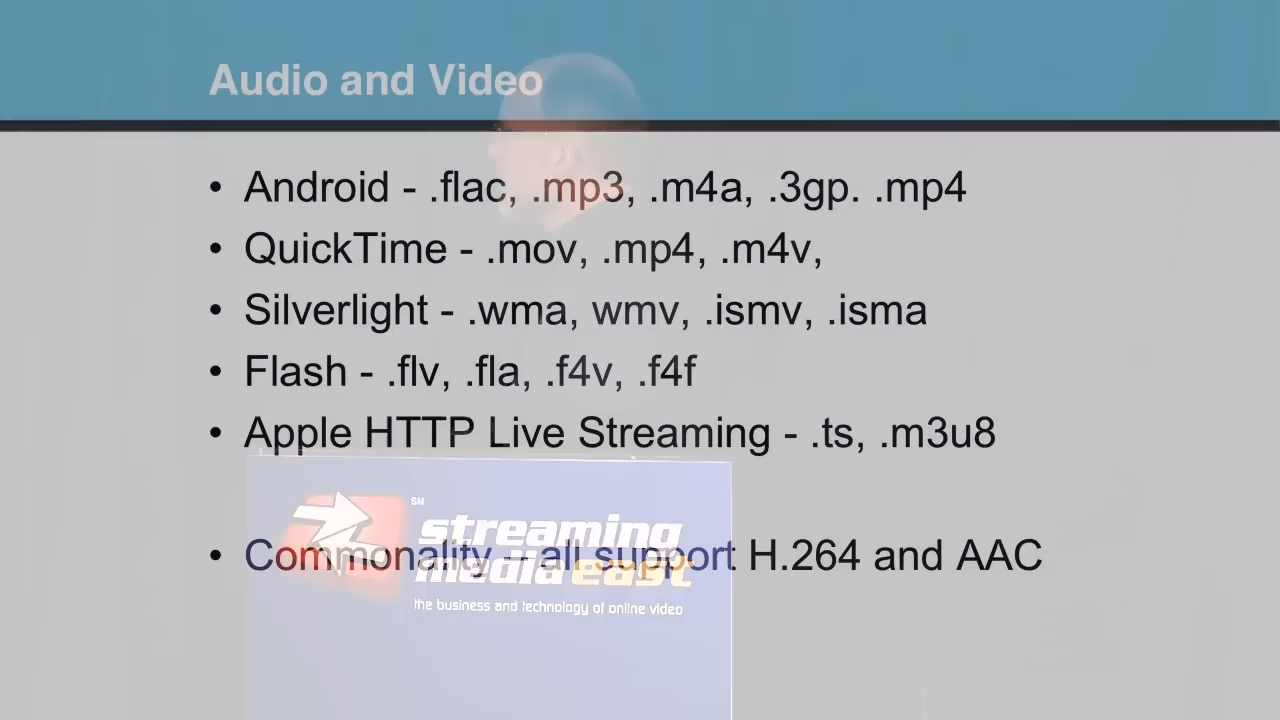 Audio and Video
• Android - .flac, .mp3, .m4a, .3gp. .mp4
• QuickTime - .mov, .mp4, .m4v,
• Silverlight - .wma, wmv, .ismv, .isma
• Flash - .flv, .fla, .f4v, .f4f
• Apple HTTP Live Streaming - .ts, .m3u8
• Commonality – all support H.264 and AAC
SM
streaming
media east
the business and technology of online video